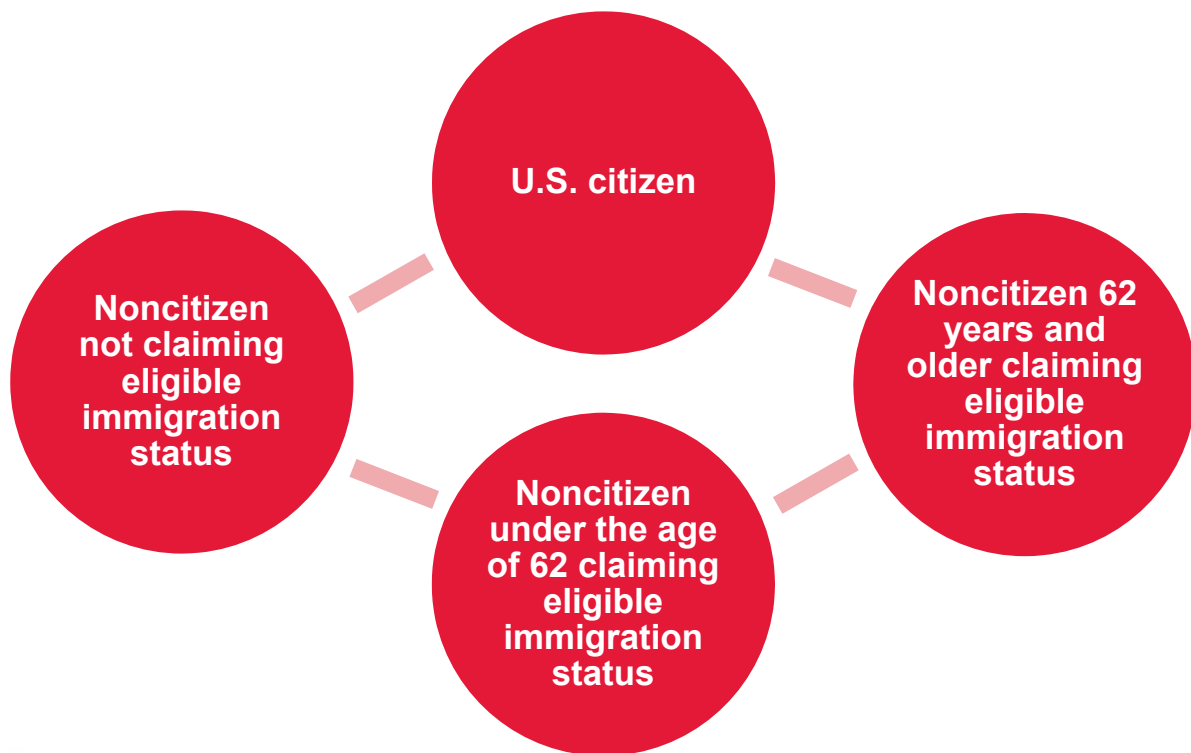 U.S. citizen
Noncitizen
not claiming
eligible
immigration
status
Noncitizen 62
years and
older claiming
eligible
immigration
status
Noncitizen
under the age
of 62 claiming
eligible
immigration
status